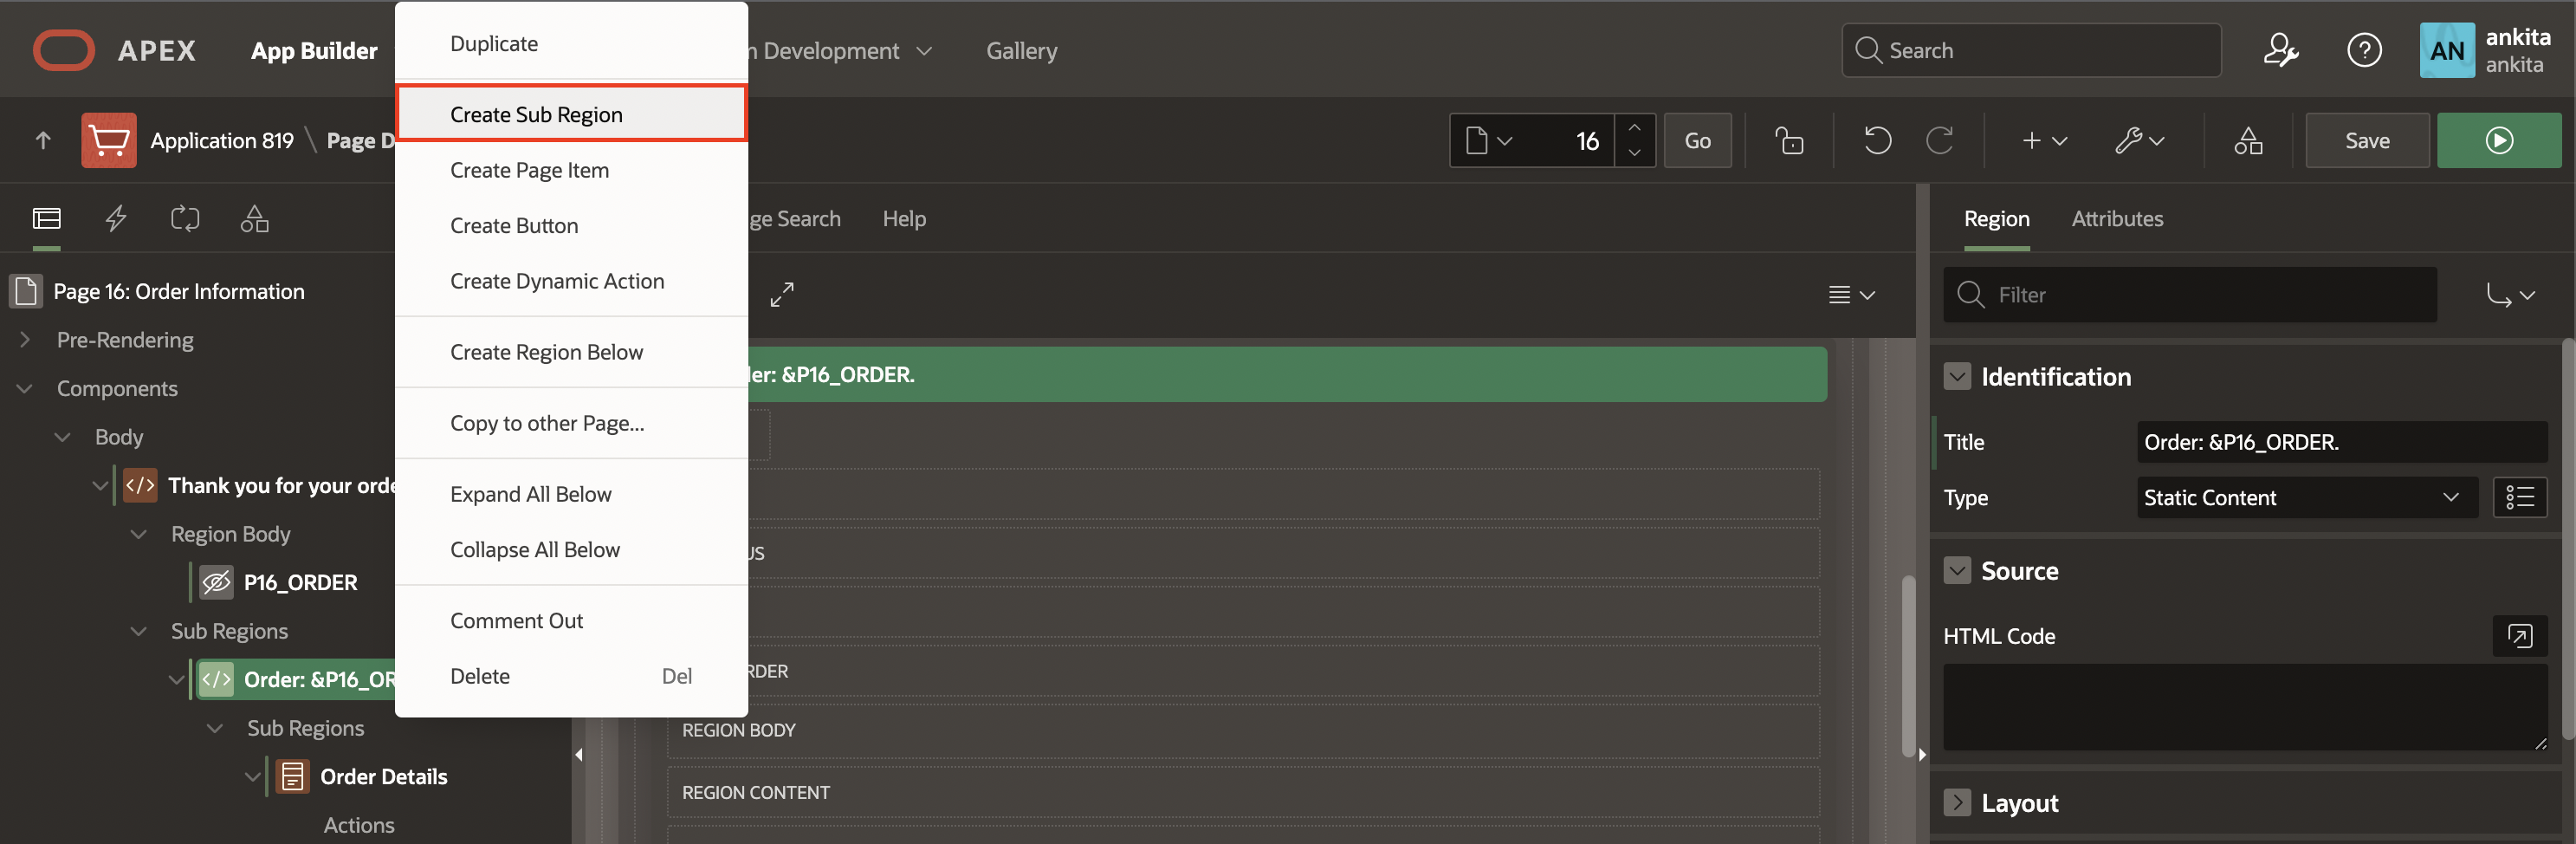 APEX
App Builder
Development
Gallery
Search
AN
ankita
ankita
Application 819 \ Page D
16
Go
Save
Duplicate
Create Sub Region
Create Page Item
Create Button
Create Dynamic Action
Create Region Below
Copy to other Page...
Expand All Below
Collapse All Below
Comment Out
Delete Del
Page 16: Order Information
Pre-Rendering
Components
Body
Thank you for your orde
Region Body
P16_ORDER
Sub Regions
Order: &P16_OR
Sub Regions
Order Details
Actions
ge Search
Help
der: &P16_ORDER.
US
RDER
REGION BODY
REGION CONTENT
Region
Attributes
Filter
Identification
Title Order: &P16_ORDER.
Type Static Content
Source
HTML Code
Layout